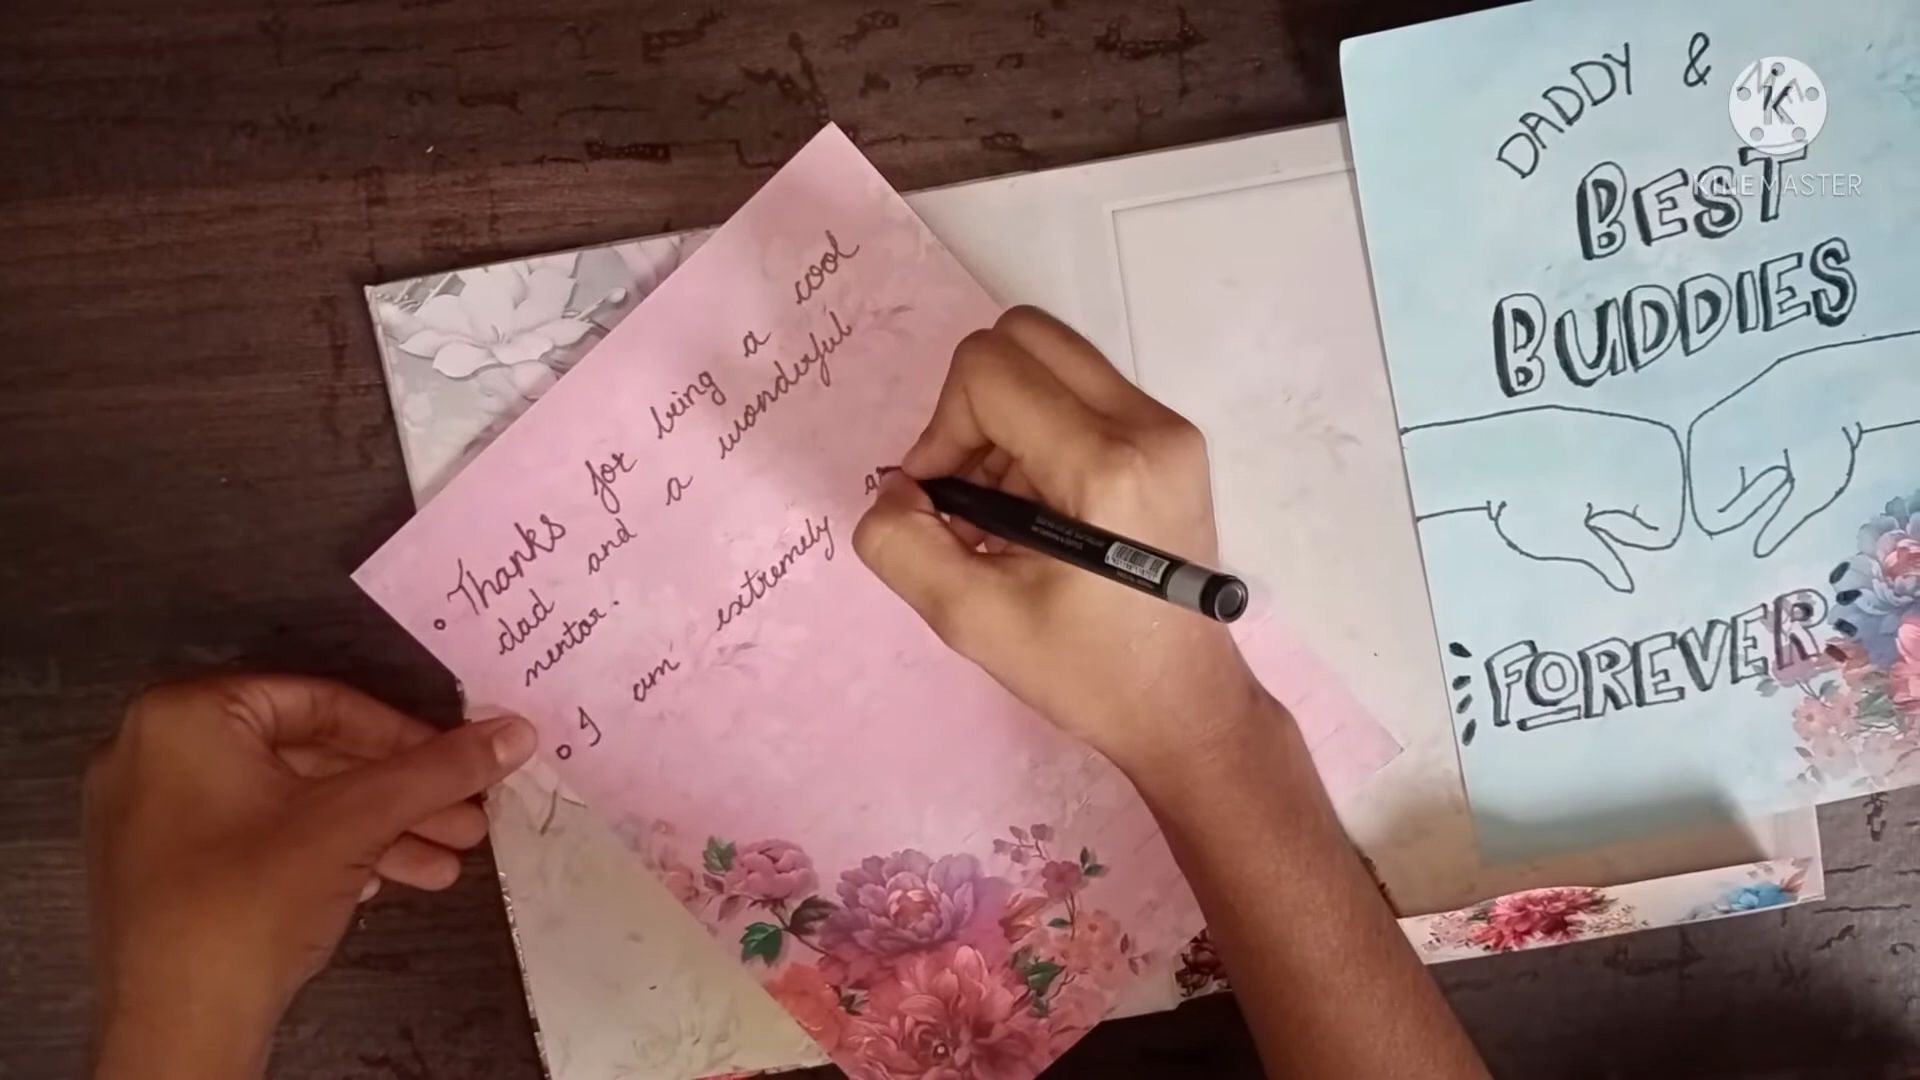 Thanks for being a cool
dad and a wonderful
mentor.
I am extremely
DADDY &
BEST
BUDDIES
FOREVER
KINEMASTER